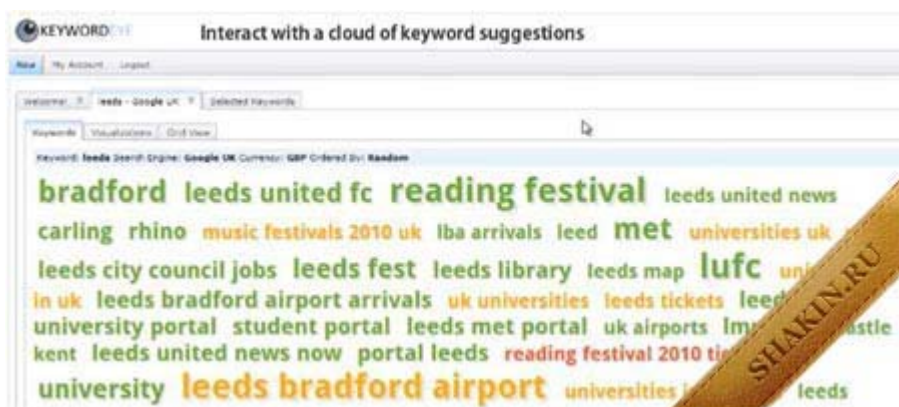 KEYWORDEYE Interact with a cloud of keyword suggestions
New My Account Logout
Welcome! X leeds - Google UK X Selected Keywords
Keywords Visualizations Grid View
Keyword: leeds Search Engine: Google UK Currency: GBP Ordered By: Random
bradford leeds united fc reading festival leeds united news
carling rhino music festivals 2010 uk lba arrivals leed met universities uk
leeds city council jobs leeds fest leeds library leeds map lufc
in uk leeds bradford airport arrivals uk universities leeds tickets
university portal student portal leeds met portal uk airports
kent leeds united news now portal leeds reading festival 2010
university leeds bradford airport universities leeds
SHAKIN.RU